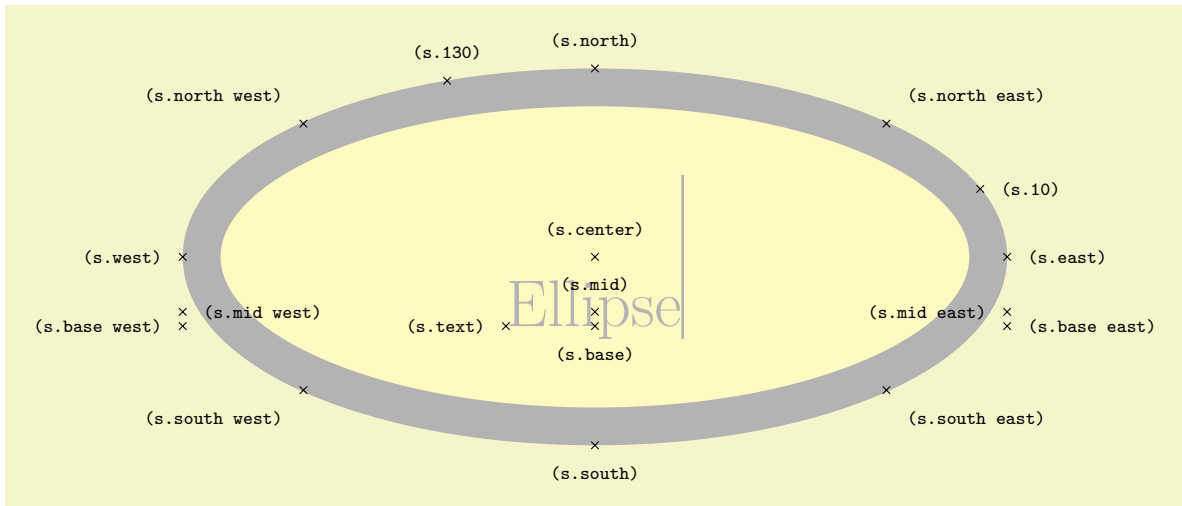 (s.north)
(s.130)
(s.north west)
(s.north east)
(s.10)
(s.center)
(s.west)
(s.east)
(s.mid)
Ellipse
(s.mid west)
(s.mid east)
(s.base west)
(s.text)
(s.base east)
(s.base)
(s.south west)
(s.south east)
(s.south)